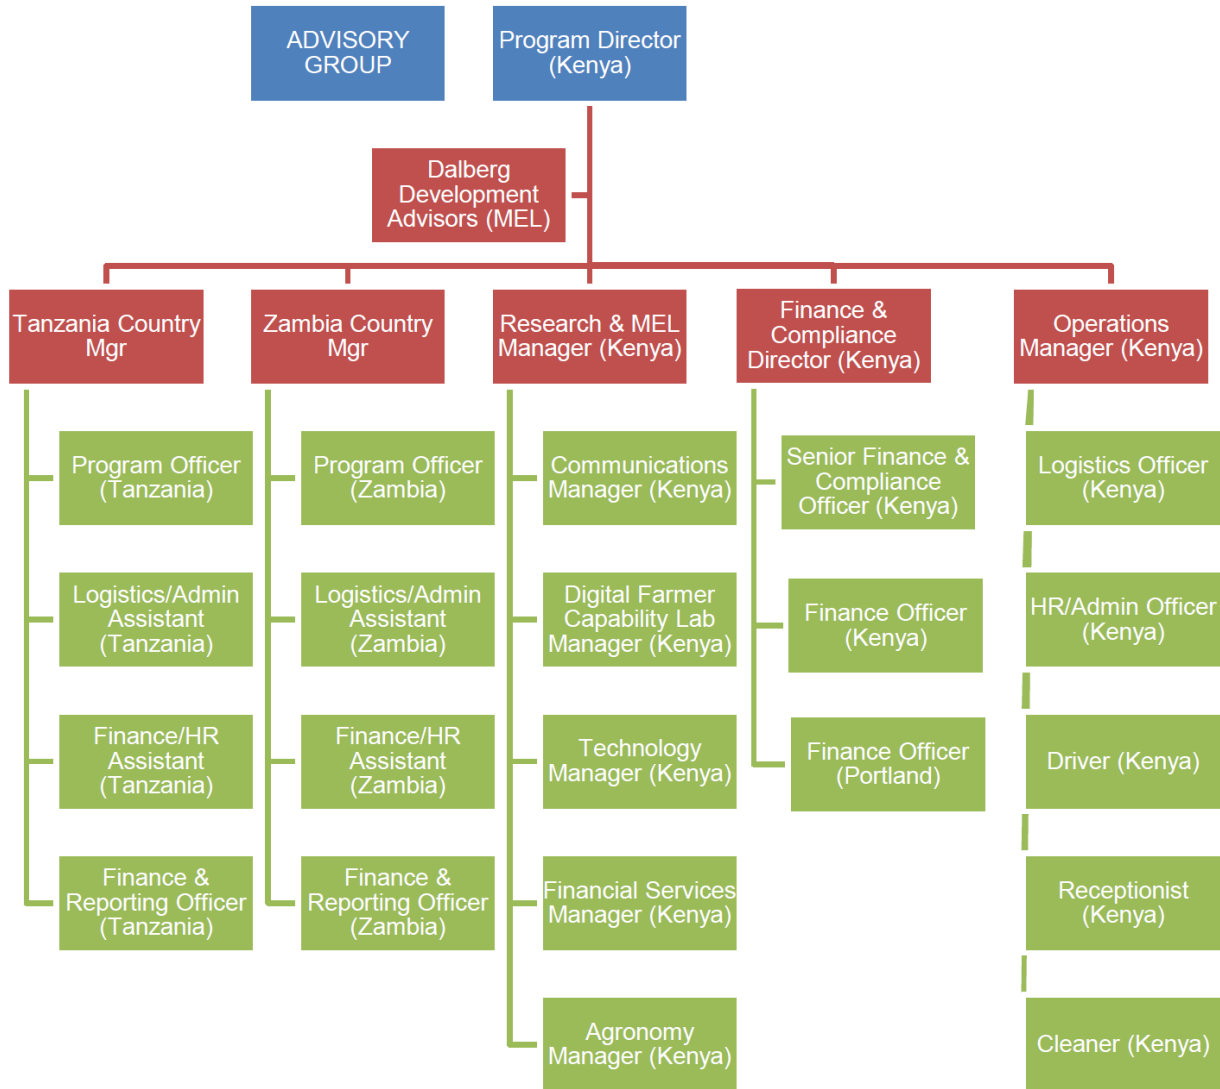 ADVISORY
GROUP
Program Director
(Kenya)
Dalberg
Development
Advisors (MEL)
Tanzania Country
Mgr
Zambia Country
Mgr
Research & MEL
Manager (Kenya)
Finance &
Compliance
Director (Kenya)
Operations
Manager (Kenya)
Program Officer
(Tanzania)
Logistics/Admin
Assistant
(Tanzania)
Finance/HR
Assistant
(Tanzania)
Finance &
Reporting Officer
(Tanzania)
Program Officer
(Zambia)
Logistics/Admin
Assistant
(Zambia)
Finance/HR
Assistant
(Zambia)
Finance &
Reporting Officer
(Zambia)
Communications
Manager (Kenya)
Digital Farmer
Capability Lab
Manager (Kenya)
Technology
Manager (Kenya)
Financial Services
Manager (Kenya)
Agronomy
Manager (Kenya)
Senior Finance &
Compliance
Officer (Kenya)
Finance Officer
(Kenya)
Finance Officer
(Portland)
Logistics Officer
(Kenya)
HR/Admin Officer
(Kenya)
Driver (Kenya)
Receptionist
(Kenya)
Cleaner (Kenya)